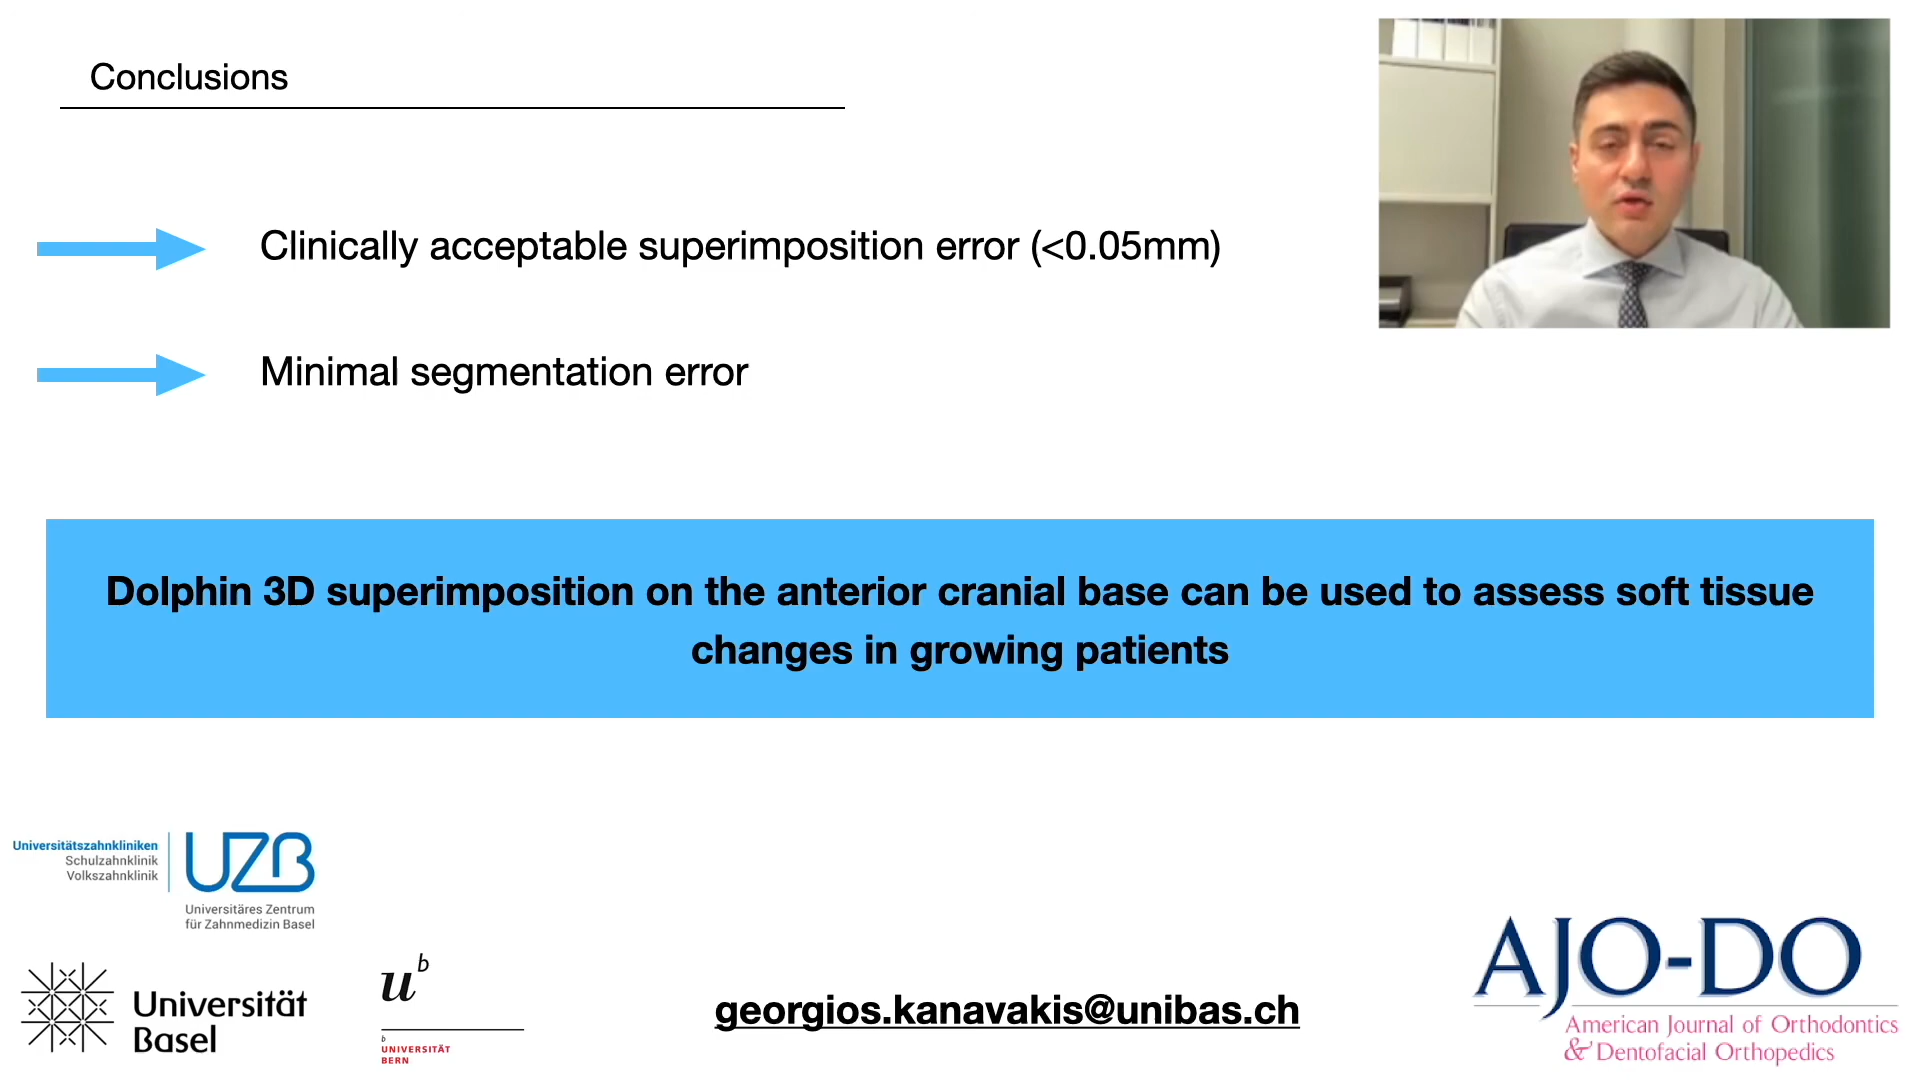 Conclusions
Clinically acceptable superimposition error (<0.05mm)
Minimal segmentation error
Dolphin 3D superimposition on the anterior cranial base can be used to assess soft tissue
changes in growing patients
Universitätszahnkliniken
Schulzahnklinik
Volkszahnklinik
UZB
Universitäres Zentrum
für Zahnmedizin Basel
Universität
Basel
u^b
b
UNIVERSITÄT
BERN
georgios.kanavakis@unibas.ch
AJO-DO
American Journal of Orthodontics
& Dentofacial Orthopedics